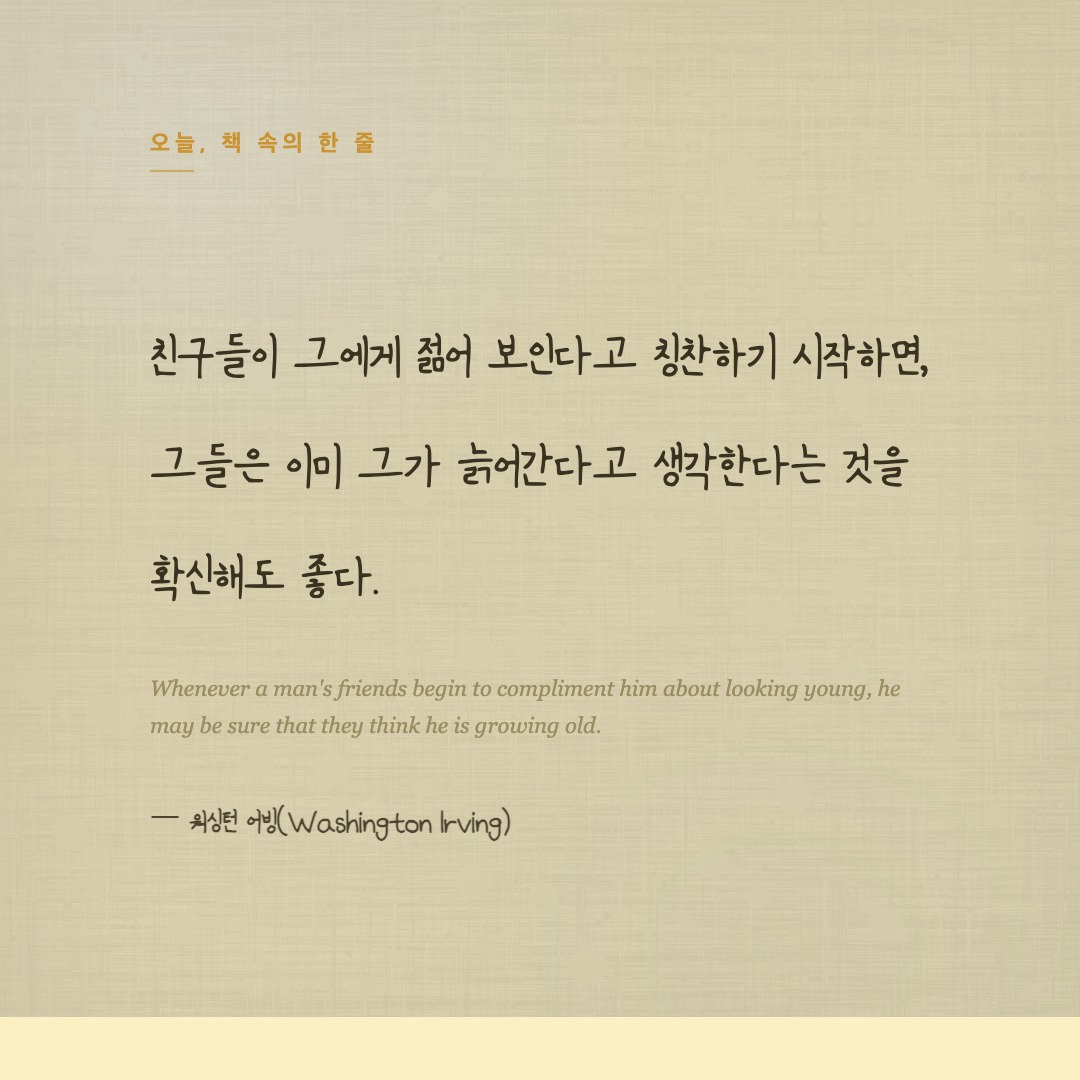 오늘, 책 속의 한 줄
친구들이 그에게 젊어 보인다고 칭찬하기 시작하면,
그들은 이미 그가 늙어간다고 생각한다는 것을
확신해도 좋다.
Whenever a man's friends begin to compliment him about looking young, he
may be sure that they think he is growing old.
— 워싱턴 어빙(Washington Irving)